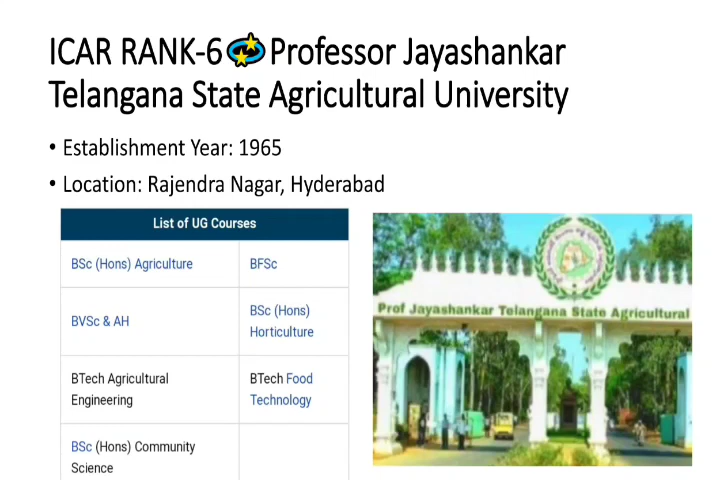 ICAR RANK-6💫Professor Jayashankar
Telangana State Agricultural University
• Establishment Year: 1965
• Location: Rajendra Nagar, Hyderabad
List of UG Courses
BSc (Hons) Agriculture
BFSc
BVSc & AH
BSc (Hons)
Horticulture
BTech Agricultural
Engineering
BTech Food
Technology
BSc (Hons) Community
Science
Prof Jayashankar Telangana State Agricultural